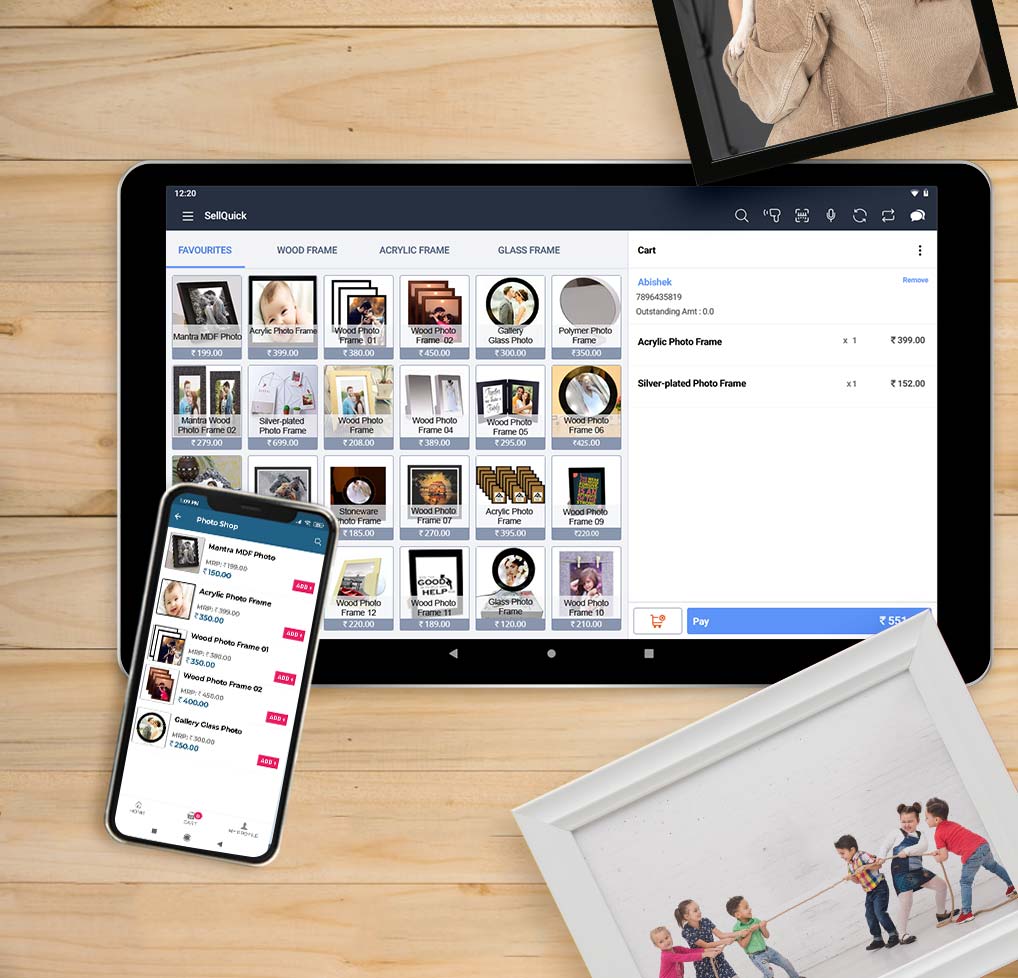 12:20
SellQuick
FAVOURITES
WOOD FRAME
ACRYLIC FRAME
GLASS FRAME
Mantra MDF Photo
₹ 199.00
Acrylic Photo Frame
₹ 399.00
Wood Photo
Frame 01
₹ 380.00
Wood Photo
Frame 02
₹ 450.00
Gallery
Glass Photo
₹ 300.00
Polymer Photo
Frame
₹350.00
Mantra Wood
Photo Frame 02
₹ 279.00
Silver-plated
Photo Frame
₹ 699.00
Wood Photo
Frame
₹ 208.00
Wood Photo
Frame 04
₹ 389.00
Wood Photo
Frame 05
₹ 295.00
Wood Photo
Frame 06
₹425.00
Stoneware
hoto Frame
₹ 185.00
Wood Photo
Frame 07
₹ 270.00
Acrylic Photo
Frame
₹ 395.00
Wood Photo
Frame 09
₹220.00
Wood Photo
Frame 12
₹ 220.00
GOOD
HELP
Wood Photo
Frame 11
₹ 189.00
Glass Photo
Frame
₹ 120.00
Wood Photo
Frame 10
₹ 210.00
Cart
Abishek
Remove
7896435819
Outstanding Amt : 0.0
Acrylic Photo Frame x 1 ₹ 399.00
Silver-plated Photo Frame x 1 ₹ 152.00
Pay ₹ 551
1:09 PM
Photo Shop
Mantra MDF Photo
MRP: ₹199.00
₹150.00
ADD +
Acrylic Photo Frame
MRP: ₹ 399.00
₹350.00
ADD +
Wood Photo Frame 01
MRP: ₹ 380.00
₹350.00
ADD +
Wood Photo Frame 02
MRP: ₹ 450.00
₹400.00
ADD +
Gallery Glass Photo
MRP: ₹ 300.00
₹250.00
ADD +
HOME
CART
MY PROFILE